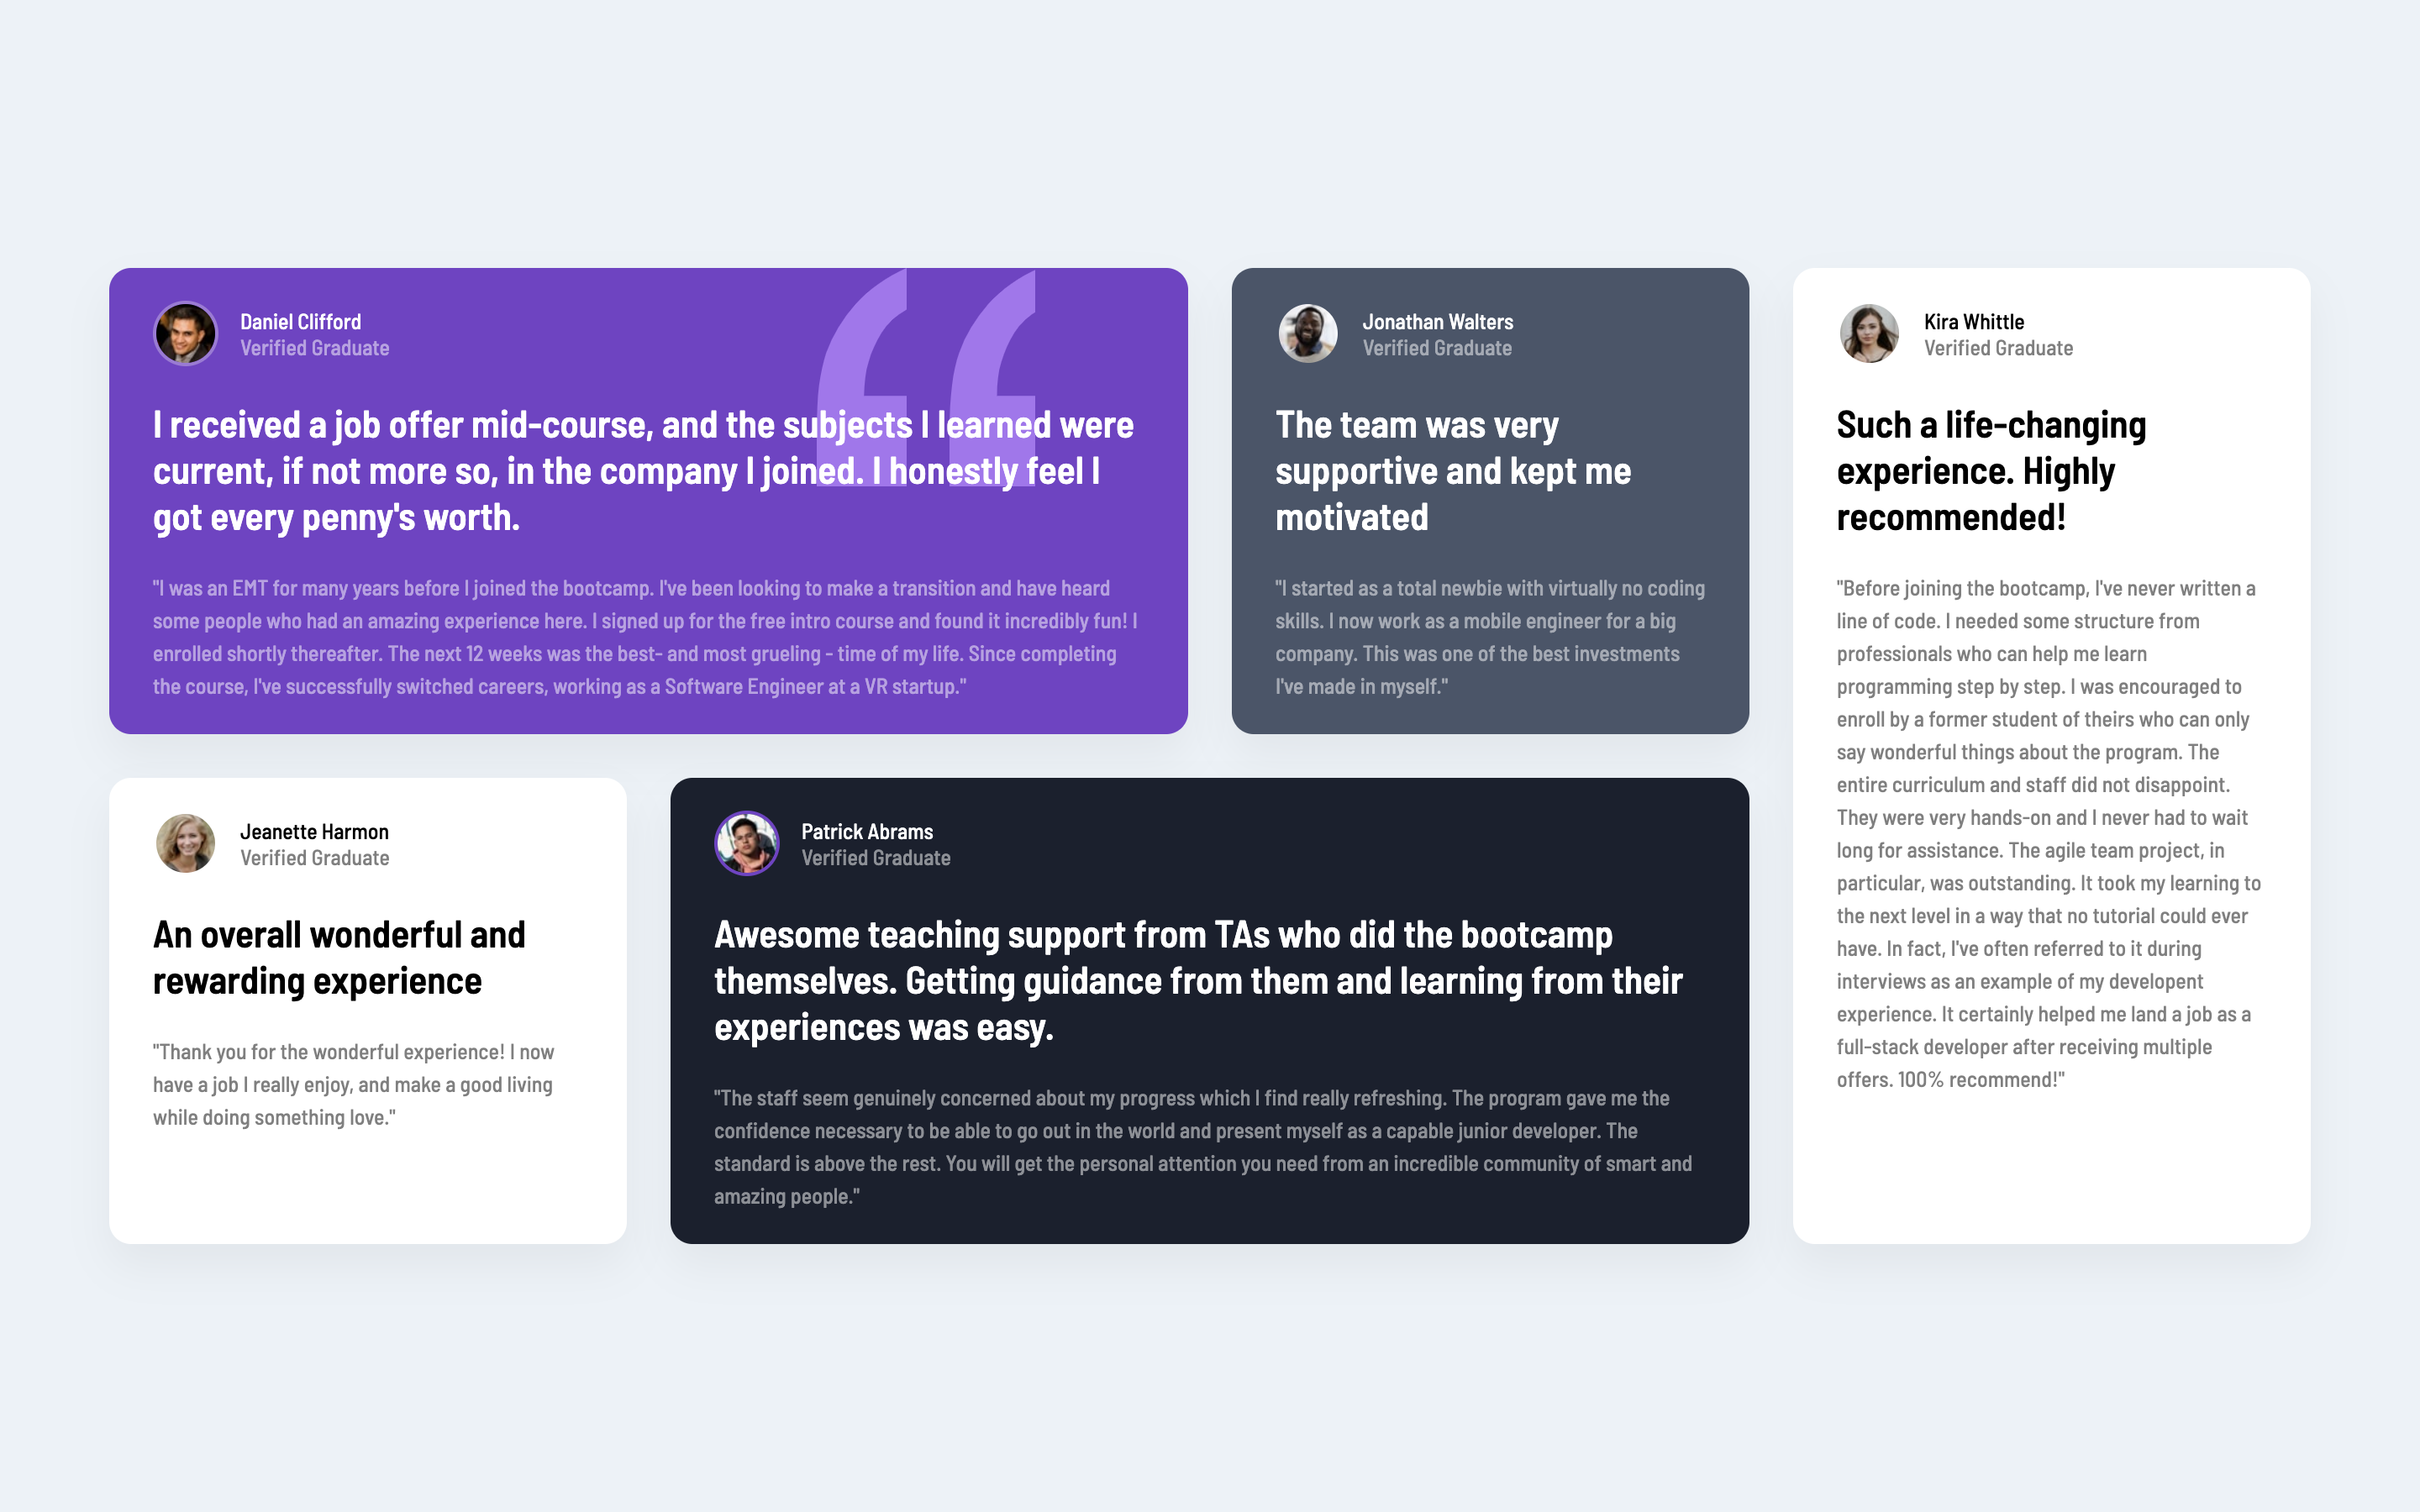 Daniel Clifford
Verified Graduate
I received a job offer mid-course, and the subjects I learned were
current, if not more so, in the company I joined. I honestly feel I
got every penny's worth.
"I was an EMT for many years before I joined the bootcamp. I've been looking to make a transition and have heard
some people who had an amazing experience here. I signed up for the free intro course and found it incredibly fun! I
enrolled shortly thereafter. The next 12 weeks was the best- and most grueling - time of my life. Since completing
the course, I've successfully switched careers, working as a Software Engineer at a VR startup."
Jonathan Walters
Verified Graduate
The team was very
supportive and kept me
motivated
"I started as a total newbie with virtually no coding
skills. I now work as a mobile engineer for a big
company. This was one of the best investments
I've made in myself."
Kira Whittle
Verified Graduate
Such a life-changing
experience. Highly
recommended!
"Before joining the bootcamp, I've never written a
line of code. I needed some structure from
professionals who can help me learn
programming step by step. I was encouraged to
enroll by a former student of theirs who can only
say wonderful things about the program. The
entire curriculum and staff did not disappoint.
They were very hands-on and I never had to wait
long for assistance. The agile team project, in
particular, was outstanding. It took my learning to
the next level in a way that no tutorial could ever
have. In fact, I've often referred to it during
interviews as an example of my developent
experience. It certainly helped me land a job as a
full-stack developer after receiving multiple
offers. 100% recommend!"
Jeanette Harmon
Verified Graduate
An overall wonderful and
rewarding experience
"Thank you for the wonderful experience! I now
have a job I really enjoy, and make a good living
while doing something love."
Patrick Abrams
Verified Graduate
Awesome teaching support from TAs who did the bootcamp
themselves. Getting guidance from them and learning from their
experiences was easy.
"The staff seem genuinely concerned about my progress which I find really refreshing. The program gave me the
confidence necessary to be able to go out in the world and present myself as a capable junior developer. The
standard is above the rest. You will get the personal attention you need from an incredible community of smart and
amazing people."